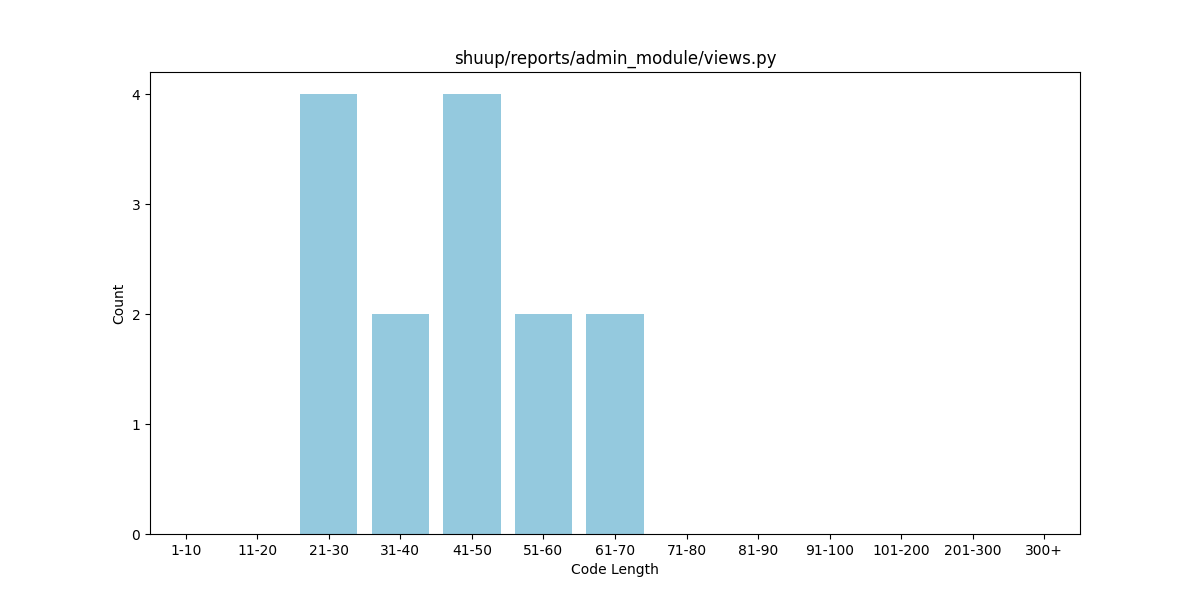 shuup/reports/admin_module/views.py
4
3
2
1
0
Count
1-10 11-20 21-30 31-40 41-50 51-60 61-70 71-80 81-90 91-100 101-200 201-300 300+
Code Length